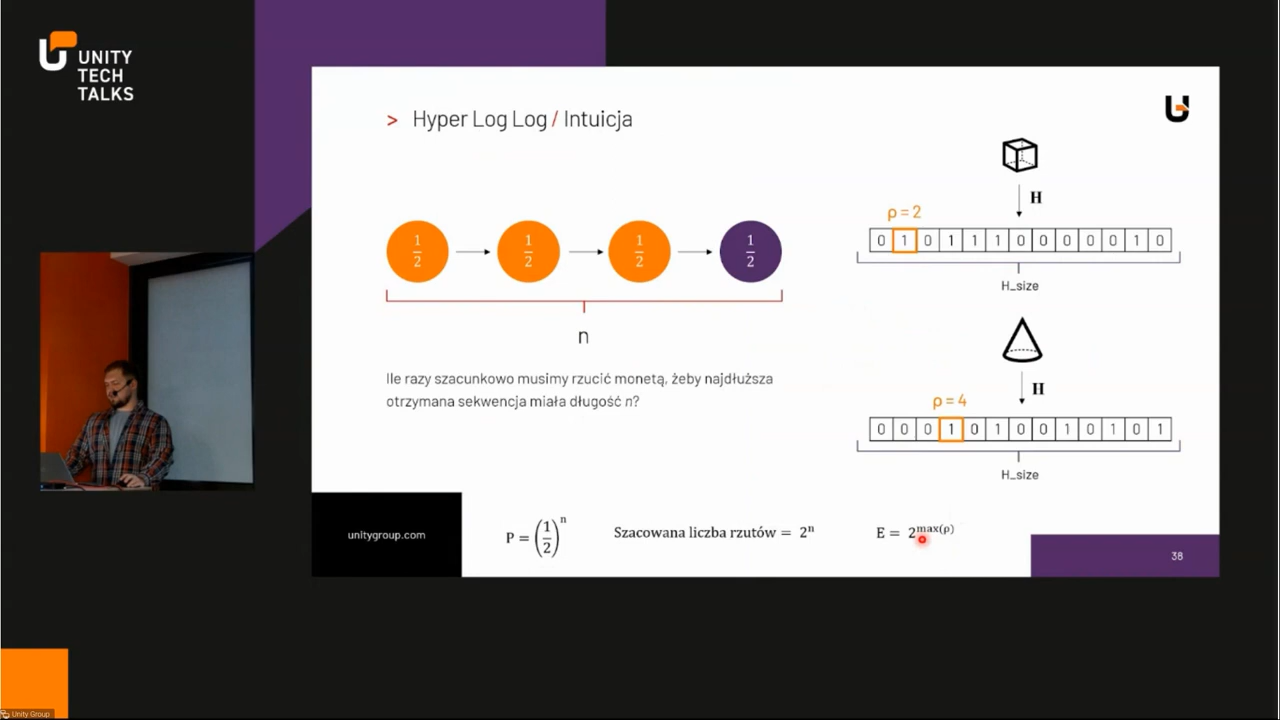 UNITY
TECH
TALKS
> Hyper Log Log / Intuicja
1/2
1/2
1/2
1/2
n
Ile razy szacunkowo musimy rzucić monetą, żeby najdłuższa
otrzymana sekwencja miała długość n?
H
ρ = 2
0 1 0 1 1 1 0 0 0 0 0 1 0
H_size
H
ρ = 4
0 0 0 1 0 1 0 0 1 0 1 0 1
H_size
unitygroup.com
P = (1/2)^n
Szacowana liczba rzutów = 2^n
E = 2^max(ρ)
38
Unity Group